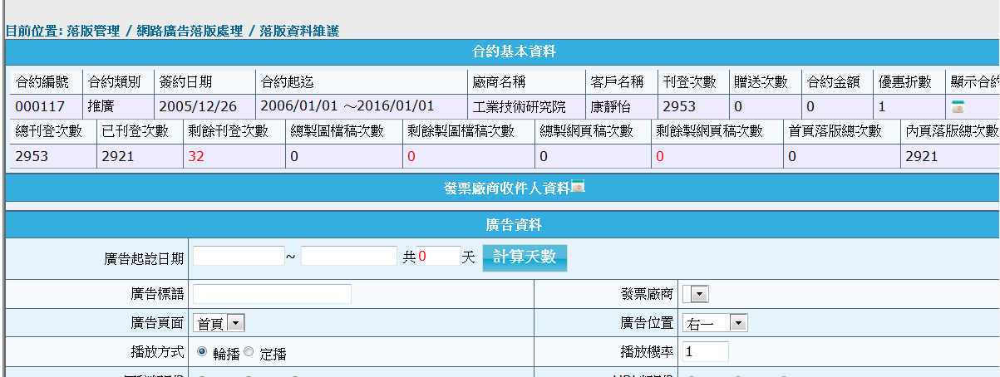 目前位置: 落版管理 / 網路廣告落版處理 / 落版資料維護
合約基本資料
合約編號 合約類別 簽約日期 合約起迄 廠商名稱 客戶名稱 刊登次數 贈送次數 合約金額 優惠折數 顯示合約
000117 推廣 2005/12/26 2006/01/01 ～2016/01/01 工業技術研究院 康靜怡 2953 0 0 1
總刊登次數 已刊登次數 剩餘刊登次數 總製圖檔稿次數 剩餘製圖檔稿次數 總製網頁稿次數 剩餘製網頁稿次數 首頁落版總次數 內頁落版總次數
2953 2921 32 0 0 0 0 0 2921
發票廠商收件人資料
廣告資料
廣告起訖日期 ~ 共 0 天 計算天數
廣告標語 發票廠商
廣告頁面 首頁 廣告位置 右一
播放方式 輪播 定播 播放機率 1